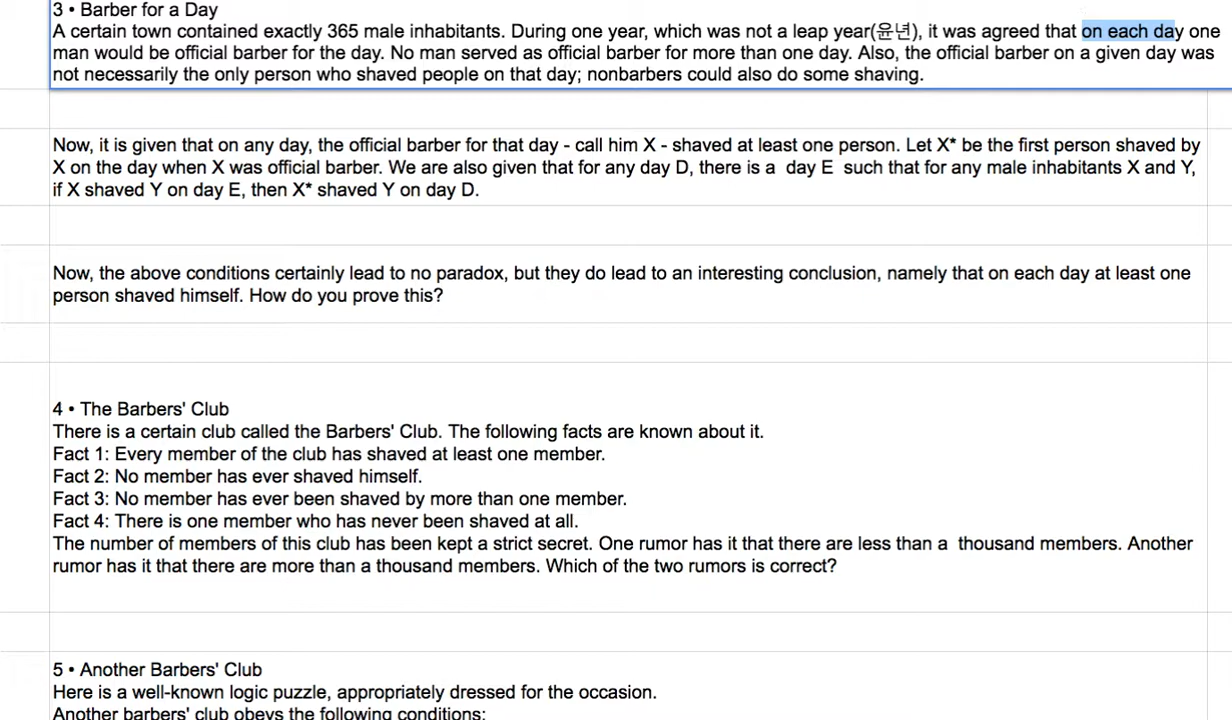 3 • Barber for a Day
A certain town contained exactly 365 male inhabitants. During one year, which was not a leap year(윤년), it was agreed that on each day one
man would be official barber for the day. No man served as official barber for more than one day. Also, the official barber on a given day was
not necessarily the only person who shaved people on that day; nonbarbers could also do some shaving.
Now, it is given that on any day, the official barber for that day - call him X - shaved at least one person. Let X* be the first person shaved by
X on the day when X was official barber. We are also given that for any day D, there is a  day E  such that for any male inhabitants X and Y,
if X shaved Y on day E, then X* shaved Y on day D.
Now, the above conditions certainly lead to no paradox, but they do lead to an interesting conclusion, namely that on each day at least one
person shaved himself. How do you prove this?
4 • The Barbers' Club
There is a certain club called the Barbers' Club. The following facts are known about it.
Fact 1: Every member of the club has shaved at least one member.
Fact 2: No member has ever shaved himself.
Fact 3: No member has ever been shaved by more than one member.
Fact 4: There is one member who has never been shaved at all.
The number of members of this club has been kept a strict secret. One rumor has it that there are less than a  thousand members. Another
rumor has it that there are more than a thousand members. Which of the two rumors is correct?
5 • Another Barbers' Club
Here is a well-known logic puzzle, appropriately dressed for the occasion.
Another barbers' club obeys the following conditions: